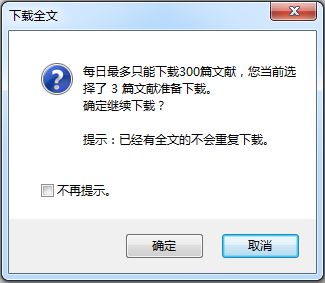 下载全文
每日最多只能下载300篇文献，您当前选
择了 3 篇文献准备下载。
确定继续下载？
提示：已经有全文的不会重复下载。
不再提示。
确定
取消